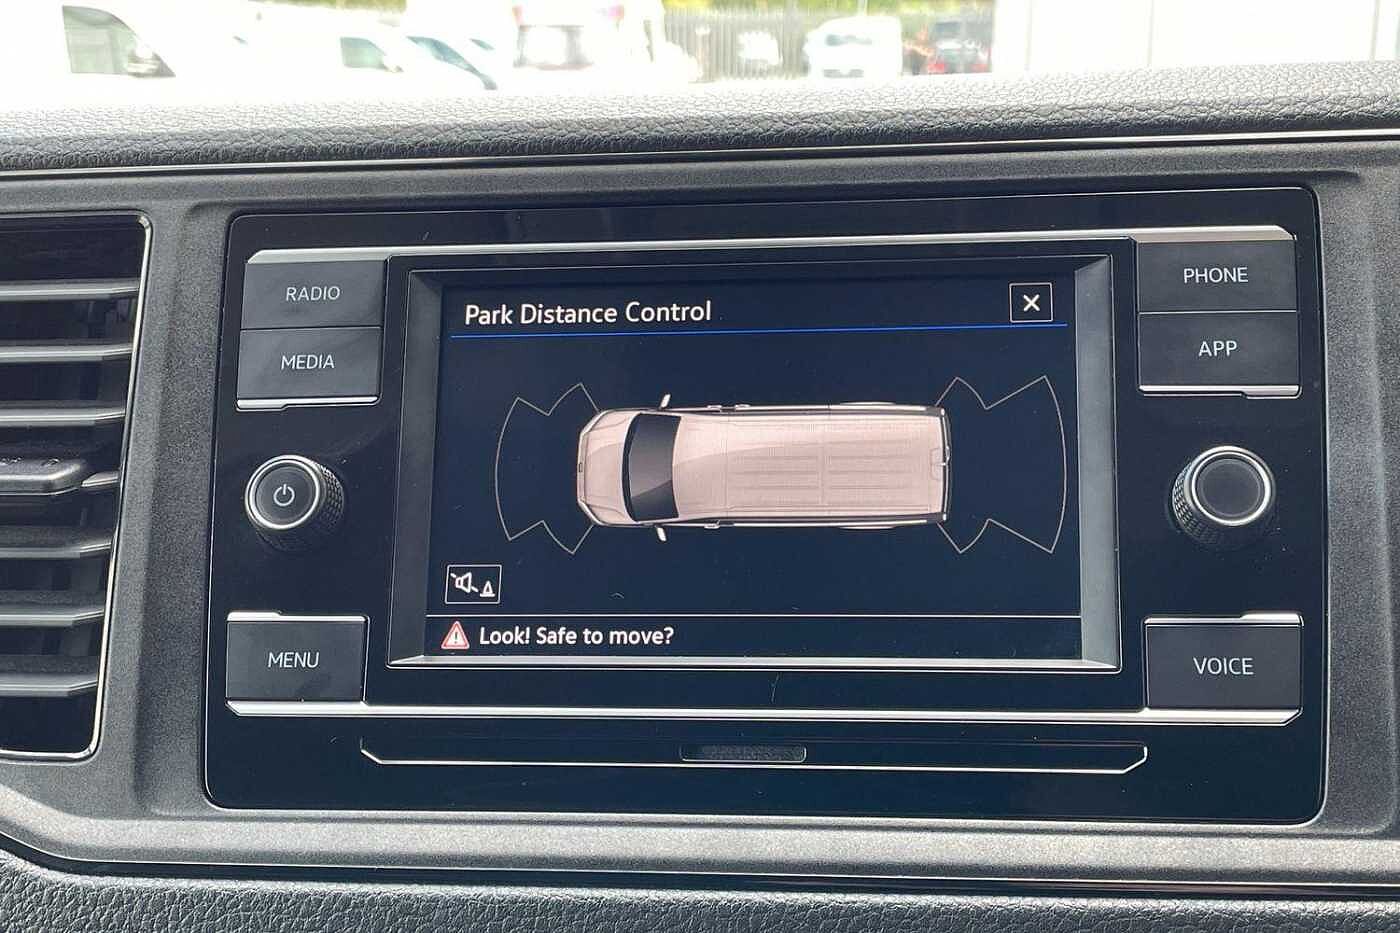 RADIO
MEDIA
MENU
Park Distance Control
Look! Safe to move?
PHONE
APP
VOICE